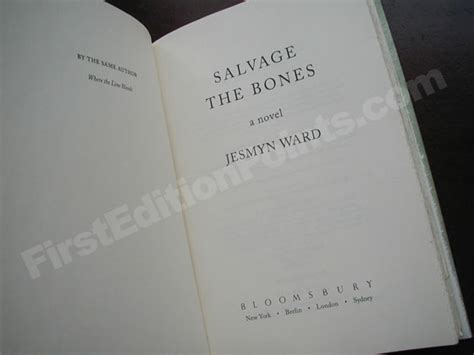 BY THE SAME AUTHOR
Where the Line Bleeds
SALVAGE
THE BONES
a novel
JESMYN WARD
BLOOMSBURY
New York • Berlin • London • Sydney
FirstEditionPoints.com